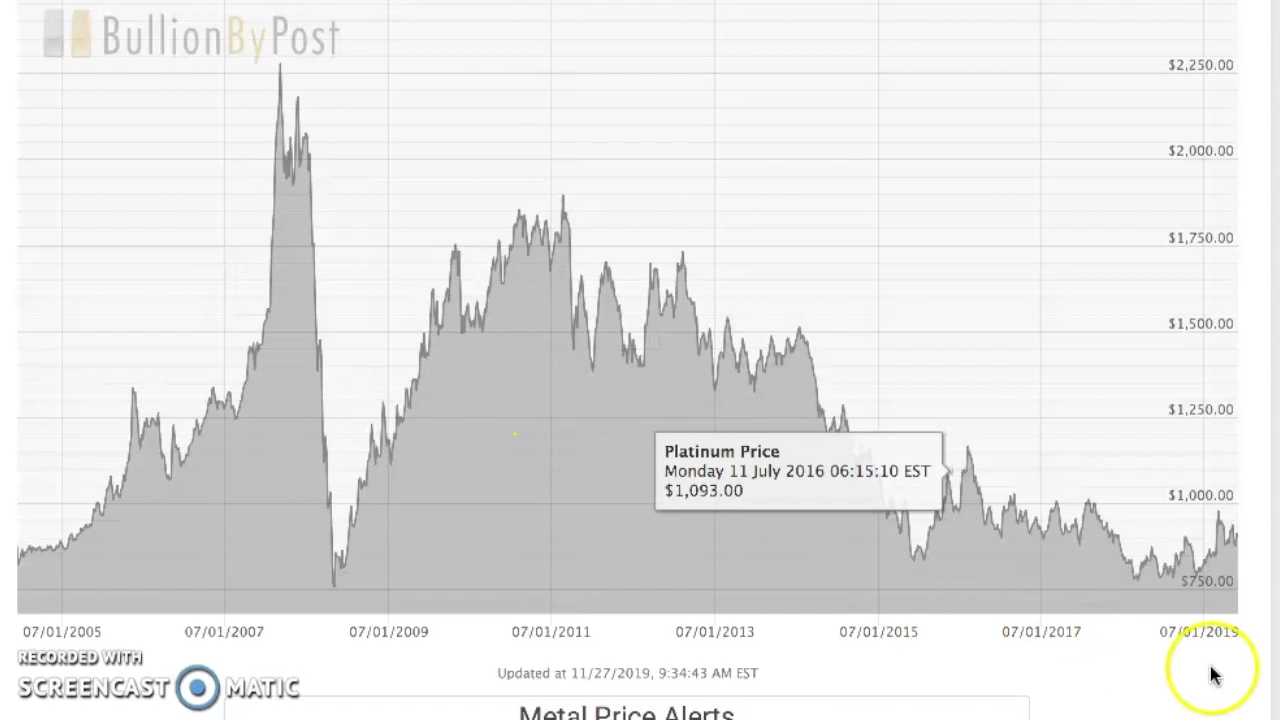 BullionByPost
$2,250.00
$2,000.00
$1,750.00
$1,500.00
$1,250.00
Platinum Price
Monday 11 July 2016 06:15:10 EST
$1,093.00
$1,000.00
$750.00
07/01/2005 07/01/2007 07/01/2009 07/01/2011 07/01/2013 07/01/2015 07/01/2017 07/01/2019
RECORDED WITH
SCREENCAST MATIC
Updated at 11/27/2019, 9:34:43 AM EST
Metal Price Alerts